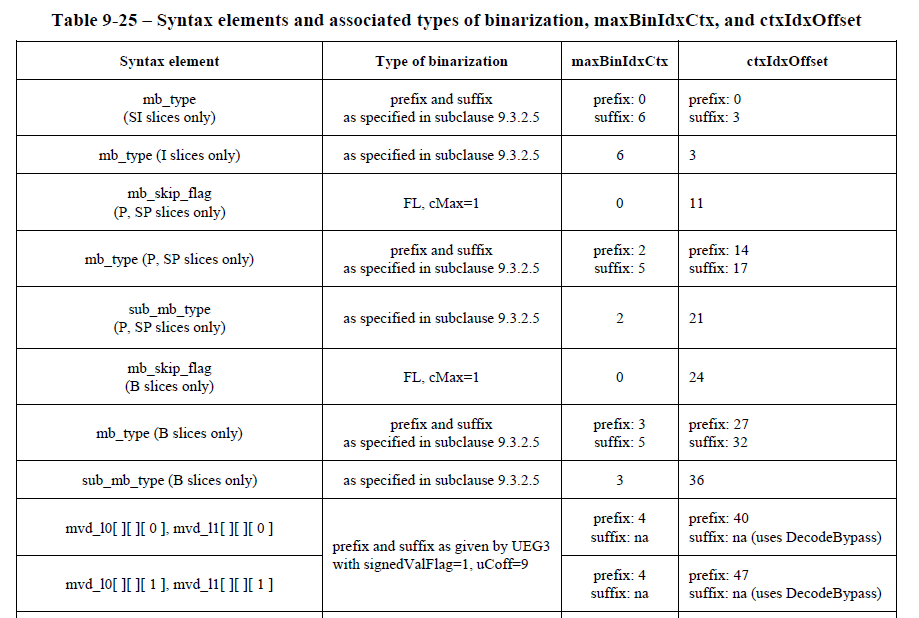 Table 9-25 – Syntax elements and associated types of binarization, maxBinIdxCtx, and ctxIdxOffset
Syntax element Type of binarization maxBinIdxCtx ctxIdxOffset
mb_type
(SI slices only)
prefix and suffix
as specified in subclause 9.3.2.5
prefix: 0
suffix: 6
prefix: 0
suffix: 3
mb_type (I slices only) as specified in subclause 9.3.2.5 6 3
mb_skip_flag
(P, SP slices only)
FL, cMax=1
0
11
mb_type (P, SP slices only)
prefix and suffix
as specified in subclause 9.3.2.5
prefix: 2
suffix: 5
prefix: 14
suffix: 17
sub_mb_type
(P, SP slices only)
as specified in subclause 9.3.2.5
2
21
mb_skip_flag
(B slices only)
FL, cMax=1
0
24
mb_type (B slices only)
prefix and suffix
as specified in subclause 9.3.2.5
prefix: 3
suffix: 5
prefix: 27
suffix: 32
sub_mb_type (B slices only) as specified in subclause 9.3.2.5 3 36
mvd_l0[ ][ ][ 0 ], mvd_l1[ ][ ][ 0 ]
prefix and suffix as given by UEG3
with signedValFlag=1, uCoff=9
prefix: 4
suffix: na
prefix: 40
suffix: na (uses DecodeBypass)
mvd_l0[ ][ ][ 1 ], mvd_l1[ ][ ][ 1 ]
prefix: 4
suffix: na
prefix: 47
suffix: na (uses DecodeBypass)